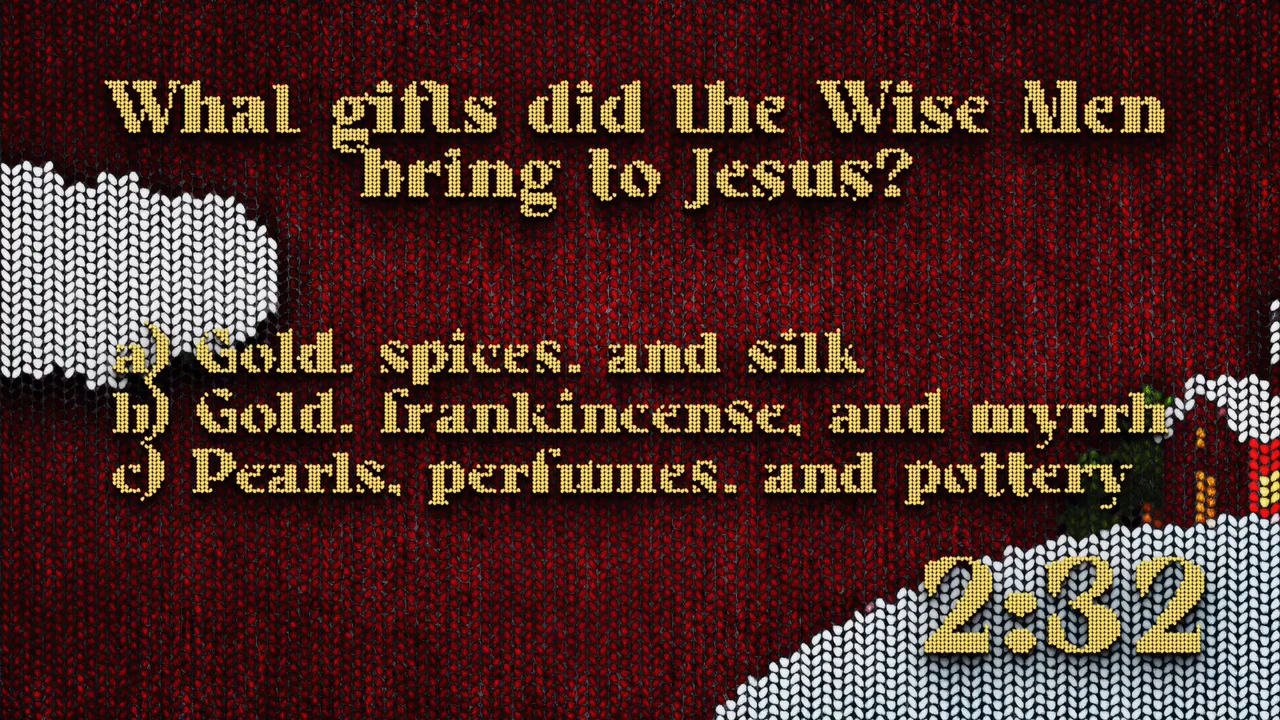 What gifts did the Wise Men
bring to Jesus?
a) Gold, spices, and silk
b) Gold, frankincense, and myrrh
c) Pearls, perfumes, and pottery
2:32